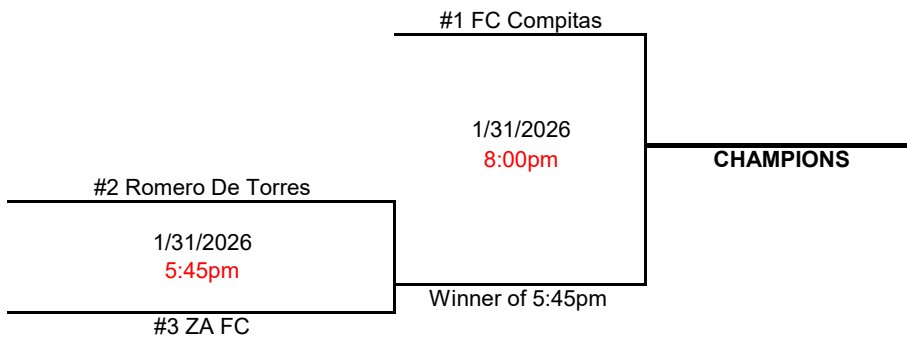 #1 FC Compitas
1/31/2026
8:00pm
CHAMPIONS
#2 Romero De Torres
1/31/2026
5:45pm
Winner of 5:45pm
#3 ZA FC